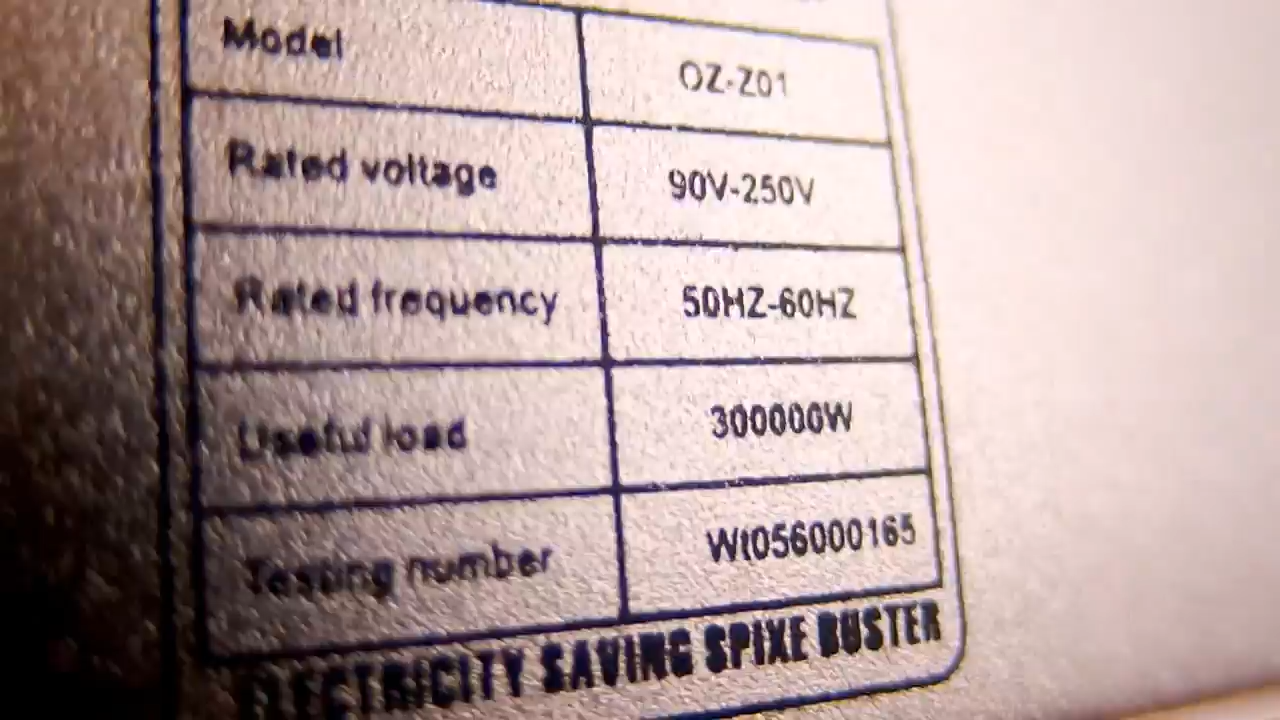 Model OZ-Z01
Rated voltage 90V-250V
Rated frequency 50HZ-60HZ
Useful load 300000W
Testing number Wt056000165
ELECTRICITY SAVING SPIXE BUSTER